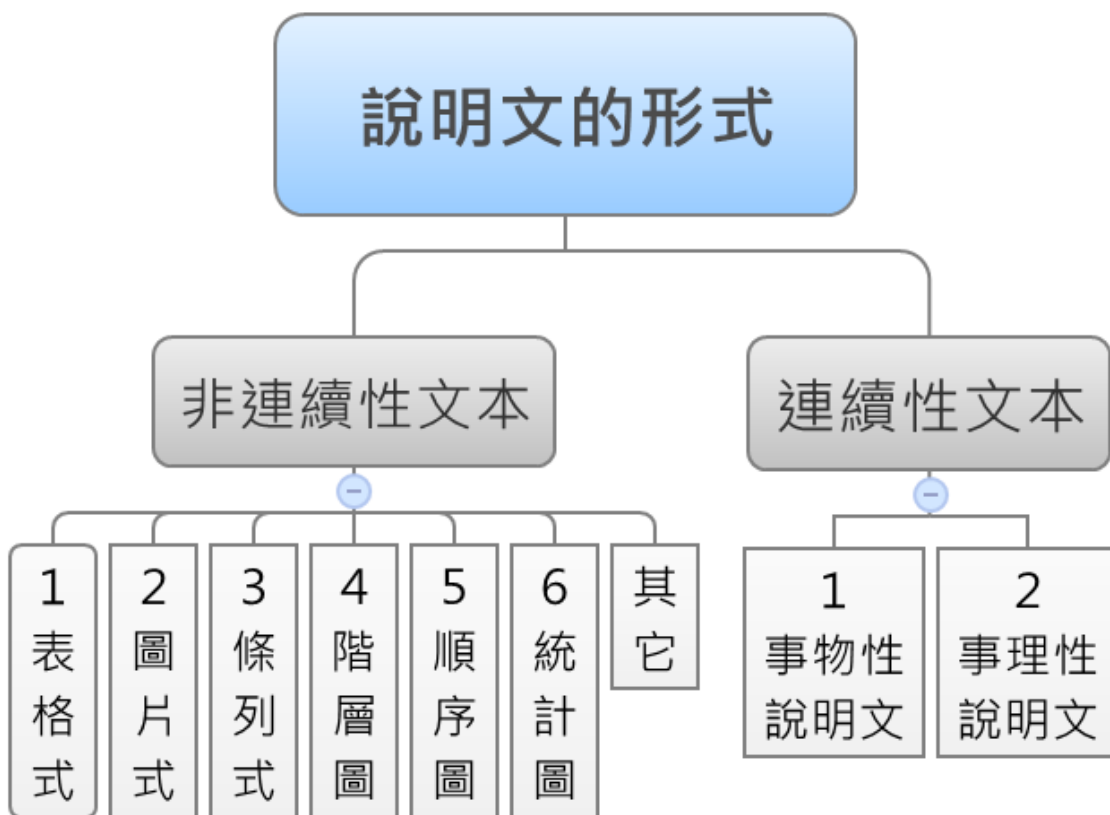 說明文的形式
非連續性文本
連續性文本
1
表
格
式
2
圖
片
式
3
條
列
式
4
階
層
圖
5
順
序
圖
6
統
計
圖
其
它
1
事物性
說明文
2
事理性
說明文